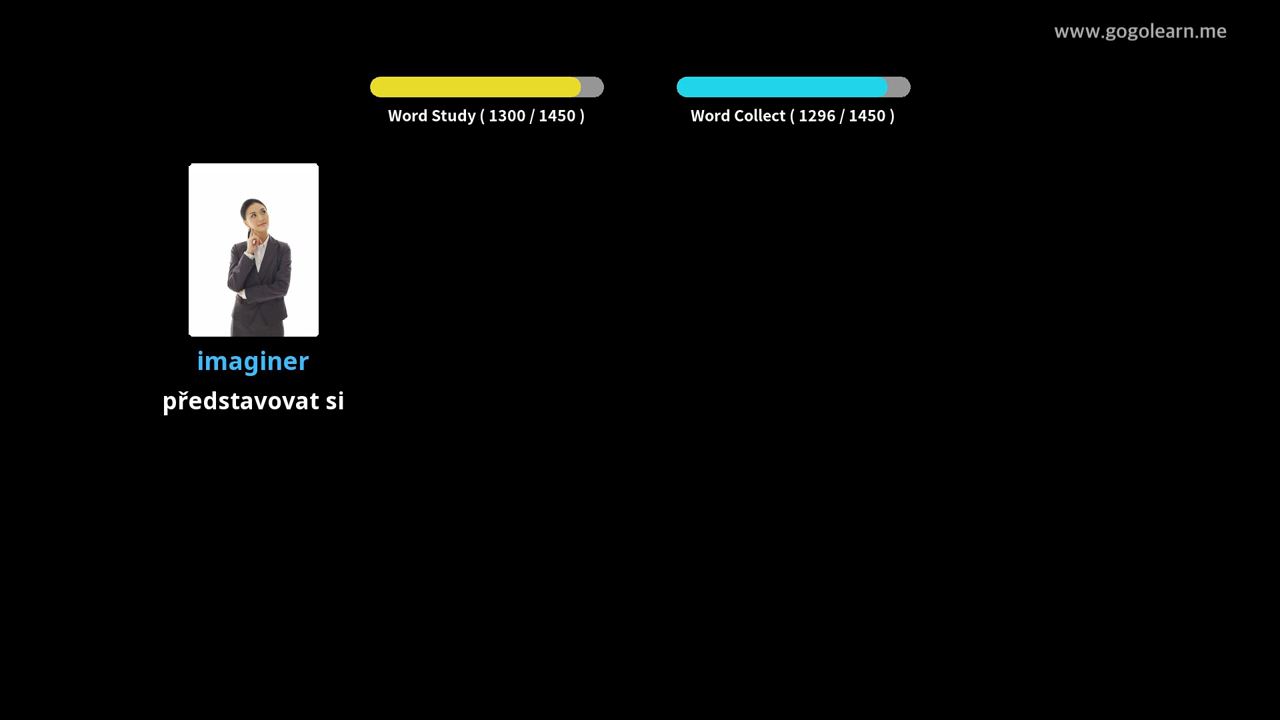 www.gogolearn.me
Word Study ( 1300 / 1450 )
Word Collect ( 1296 / 1450 )
imaginer
představovat si